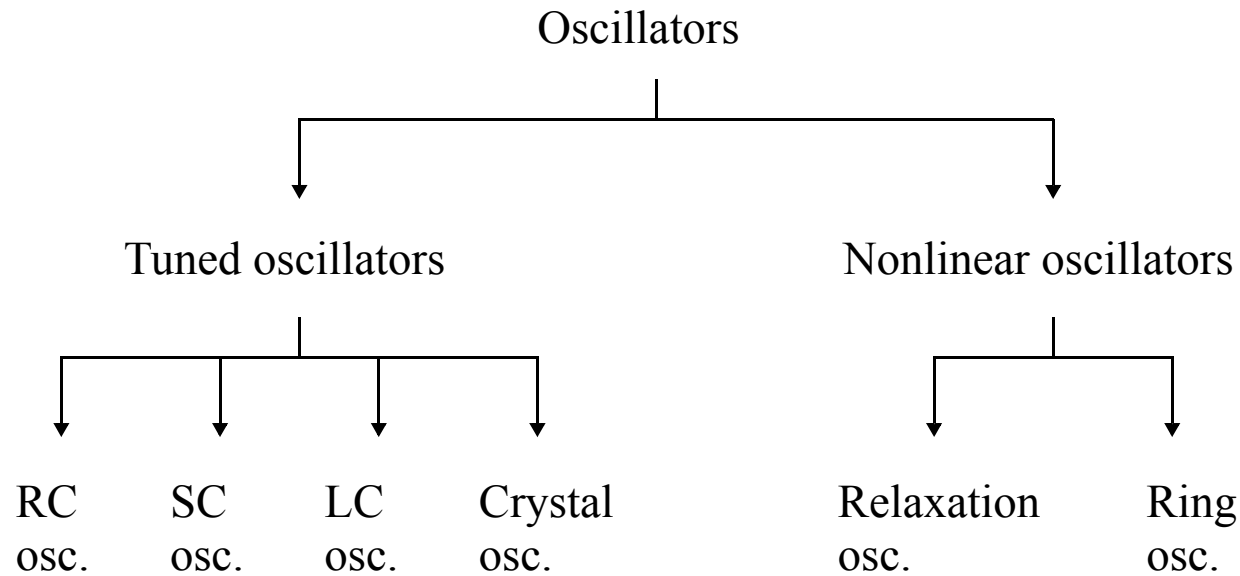 Oscillators
Tuned oscillators
Nonlinear oscillators
RC
osc.
SC
osc.
LC
osc.
Crystal
osc.
Relaxation
osc.
Ring
osc.